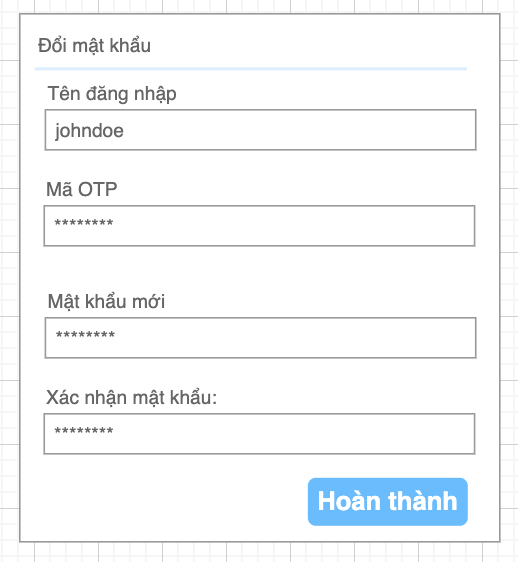 Đổi mật khẩu
Tên đăng nhập
johndoe
Mã OTP
********
Mật khẩu mới
********
Xác nhận mật khẩu:
********
Hoàn thành